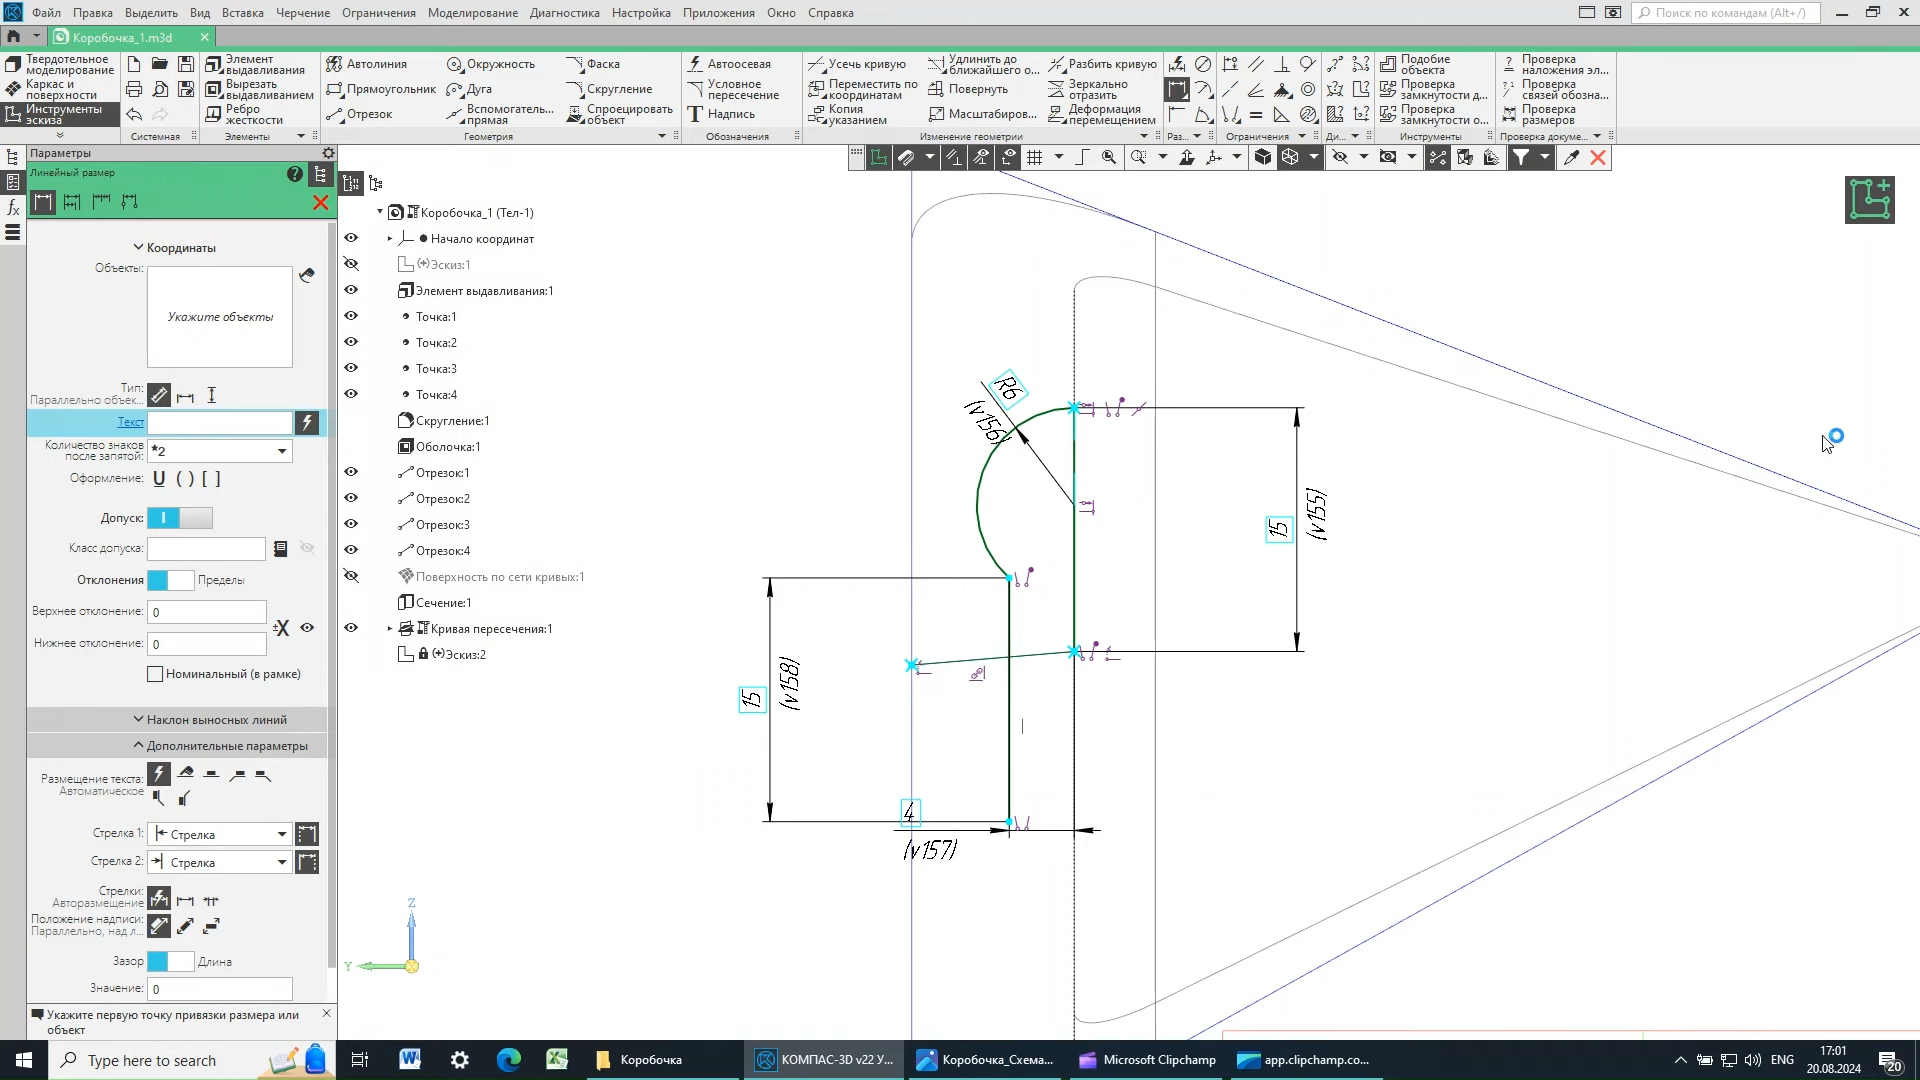 Файл Правка Выделить Вид Вставка Черчение Ограничения Моделирование Диагностика Настройка Приложения Окно Справка
Поиск по командам (Alt+/)
Коробочка_1.m3d
Твердотельное моделирование
Каркас и поверхности
Инструменты эскиза
Системная
Элемент выдавливания
Вырезать выдавливанием
Ребро жесткости
Элементы
Автолиния
Прямоугольник
Отрезок
Окружность
Дуга
Вспомогатель... прямая
Фаска
Скругление
Спроецировать объект
Геометрия
Автоосевая
Условное пересечение
Надпись
Обозначения
Усечь кривую
Переместить по координатам
Копия указанием
Удлинить до ближайшего о...
Повернуть
Масштабиров...
Разбить кривую
Зеркально отразить
Деформация перемещением
Изменение геометрии
Раз...
Ограничения
Ди...
Подобие объекта
Проверка замкнутости д...
Проверка замкнутости о...
Инструменты
Проверка наложения эл...
Проверка связей обозна...
Проверка размеров
Проверка докуме...
Параметры
Линейный размер
Координаты
Объекты:
Укажите объекты
Тип:
Параллельно объек...
Текст
Количество знаков после запятой:
*2
Оформление:
U ( ) [ ]
Допуск:
Класс допуска:
Отклонения Пределы
Верхнее отклонение: 0
Нижнее отклонение: 0
Номинальный (в рамке)
Наклон выносных линий
Дополнительные параметры
Размещение текста:
Автоматическое
Стрелка 1: Стрелка
Стрелка 2: Стрелка
Стрелки:
Авторазмещение
Положение надписи:
Параллельно, над л...
Зазор Длина
Значение: 0
Укажите первую точку привязки размера или объект
Коробочка_1 (Тел-1)
Начало координат
(+)Эскиз:1
Элемент выдавливания:1
Точка:1
Точка:2
Точка:3
Точка:4
Скругление:1
Оболочка:1
Отрезок:1
Отрезок:2
Отрезок:3
Отрезок:4
Поверхность по сети кривых:1
Сечение:1
Кривая пересечения:1
(+)Эскиз:2
R6
(v156)
15
(v155)
15
(v158)
4
(v157)
Z
Y
Type here to search
Коробочка
КОМПАС-3D v22 У...
Коробочка_Схема...
Microsoft Clipchamp
app.clipchamp.co...
ENG
17:01
20.08.2024
20